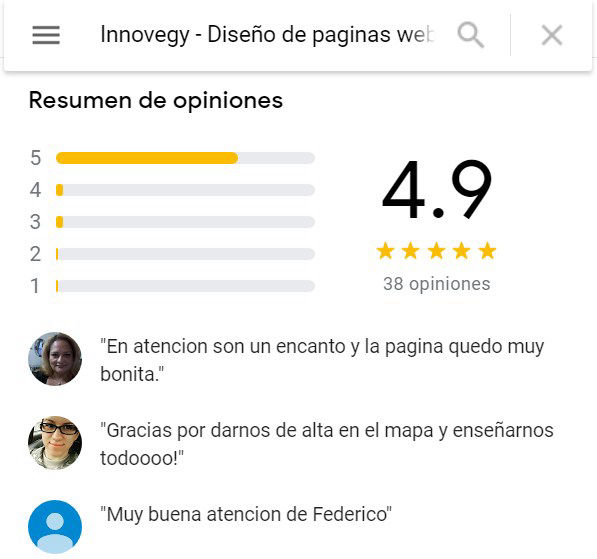 Innovegy - Diseño de paginas web
Resumen de opiniones
5
4
3
2
1
4.9
38 opiniones
"En atencion son un encanto y la pagina quedo muy
bonita."
"Gracias por darnos de alta en el mapa y enseñarnos
todoooo!"
"Muy buena atencion de Federico"